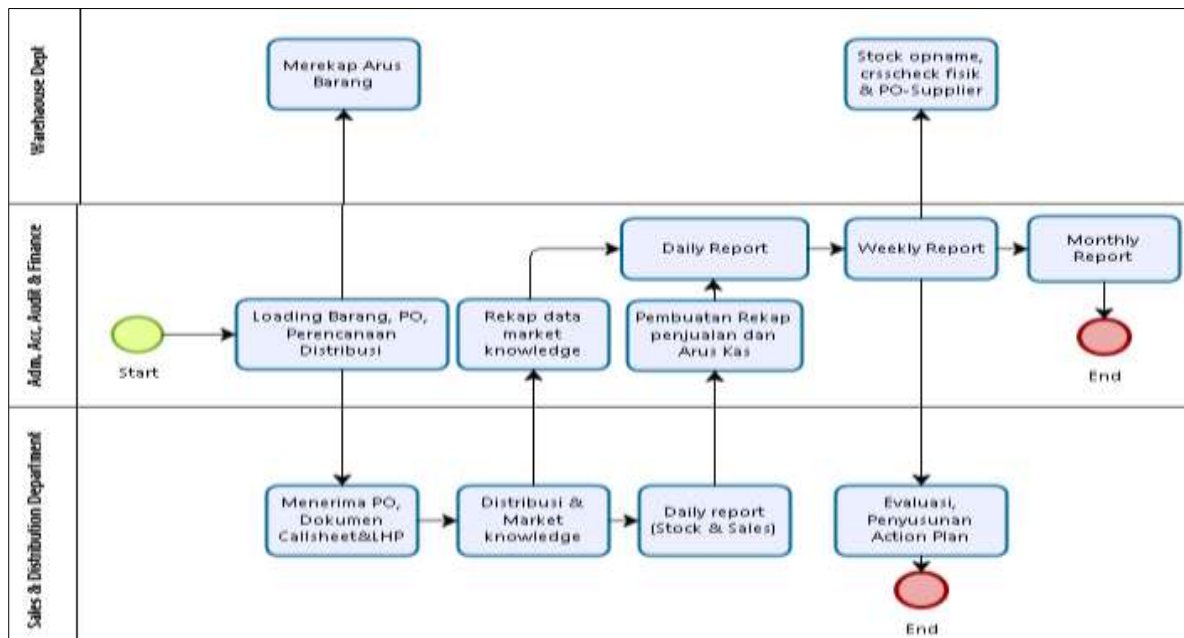 Warehaouse Dept
Merekap Arus
Barang
Stock opname,
crsscheck fisik
& PO-Supplier
Adm, Acc, Audit & Finance
Start
Loading Barang, PO,
Perencanaan
Distribusi
Rekap data
market
knowledge
Daily Report
Pembuatan Rekap
penjualan dan
Arus Kas
Weekly Report
Monthly
Report
End
Sales & Distribution Department
Menerima PO,
Dokumen
Callsheet&LHP
Distribusi &
Market
knowledge
Daily report
(Stock & Sales)
Evaluasi,
Penyusunan
Action Plan
End